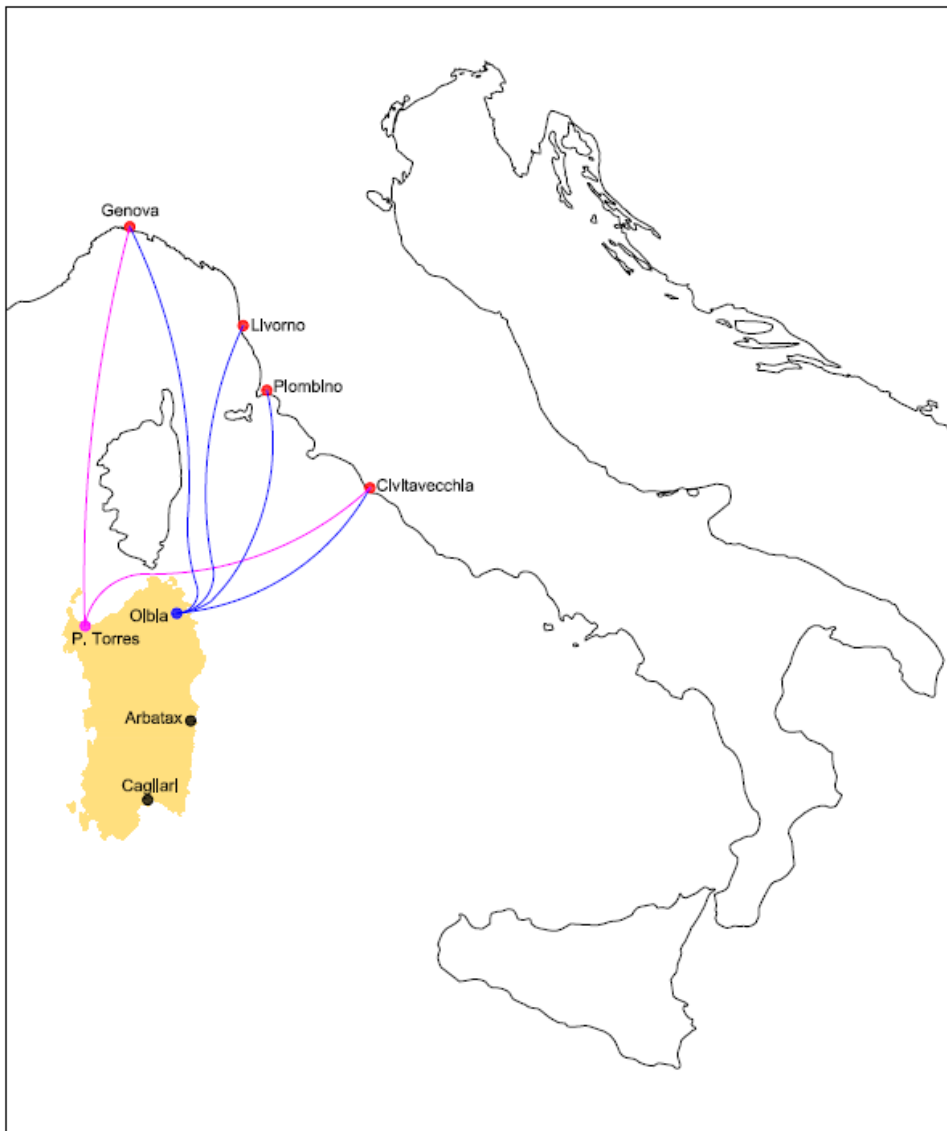 Genova
Livorno
Piombino
Civitavecchia
Olbia
P. Torres
Arbatax
Cagliari